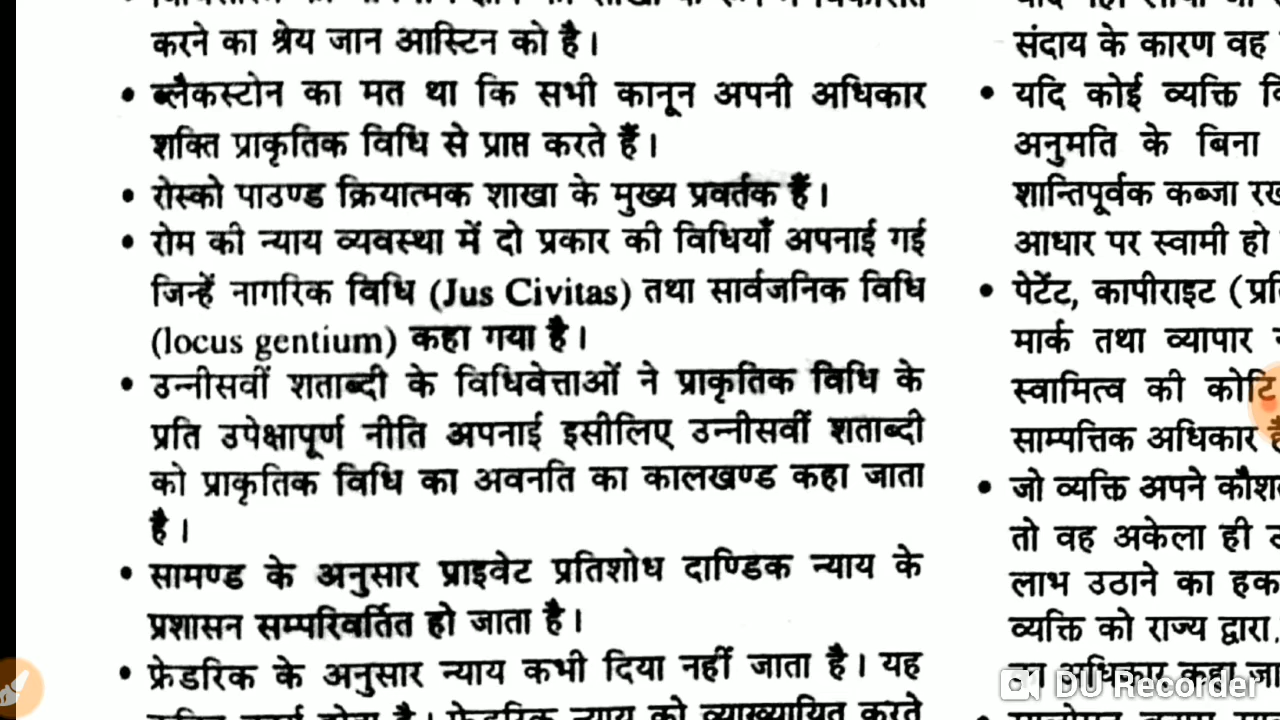 करने का श्रेय जान आस्टिन को है।
• ब्लैकस्टोन का मत था कि सभी कानून अपनी अधिकार
शक्ति प्राकृतिक विधि से प्राप्त करते हैं।
• रोस्को पाउण्ड क्रियात्मक शाखा के मुख्य प्रवर्तक हैं।
• रोम की न्याय व्यवस्था में दो प्रकार की विधियाँ अपनाई गई
जिन्हें नागरिक विधि (Jus Civitas) तथा सार्वजनिक विधि
(locus gentium) कहा गया है।
• उन्नीसवीं शताब्दी के विधिवेत्ताओं ने प्राकृतिक विधि के
प्रति उपेक्षापूर्ण नीति अपनाई इसीलिए उन्नीसवीं शताब्दी
को प्राकृतिक विधि का अवनति का कालखण्ड कहा जाता
है।
• सामण्ड के अनुसार प्राइवेट प्रतिशोध दाण्डिक न्याय के
प्रशासन सम्परिवर्तित हो जाता है।
• फ्रेडरिक के अनुसार न्याय कभी दिया नहीं जाता है। यह
संदाय के कारण वह
• यदि कोई व्यक्ति
अनुमति के बिना
शान्तिपूर्वक कब्जा
आधार पर स्वामी हो
• पेटेंट, कापीराइट
मार्क तथा व्यापार
स्वामित्व की कोटि
साम्पत्तिक अधिकार
• जो व्यक्ति अपने
तो वह अकेला ही
लाभ उठाने का हक
व्यक्ति को राज्य द्वारा
का अधिकार कहा
DU Recorder